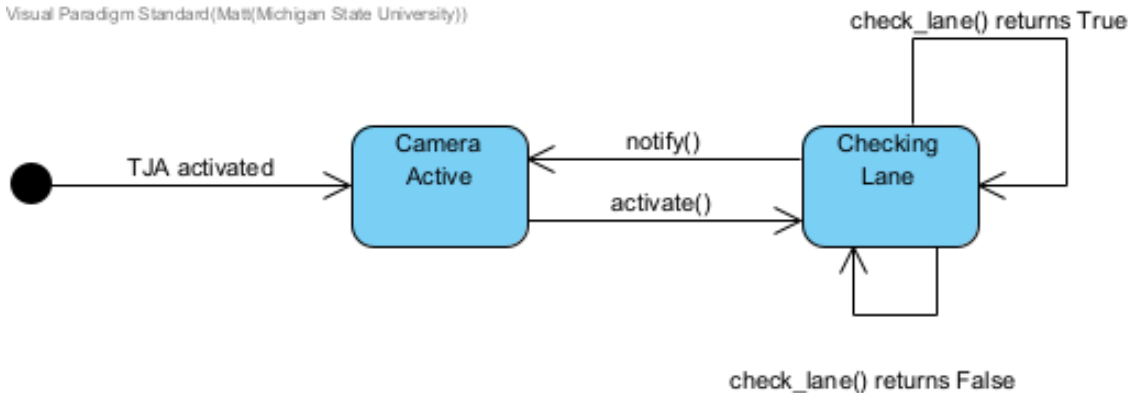 Visual Paradigm Standard(Matt(Michigan State University))
check_lane() returns True
TJA activated
Camera
Active
notify()
activate()
Checking
Lane
check_lane() returns False